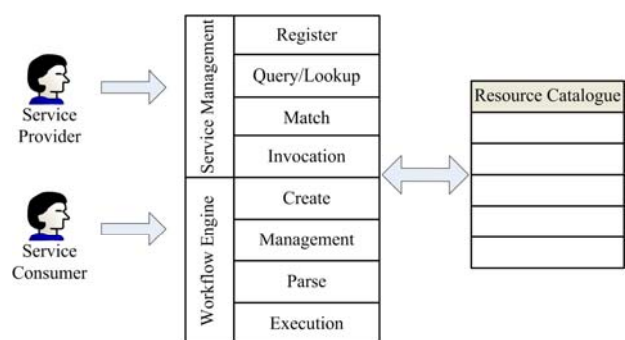 Service
Provider
Service
Consumer
Service Management
Register
Query/Lookup
Match
Invocation
Workflow Engine
Create
Management
Parse
Execution
Resource Catalogue